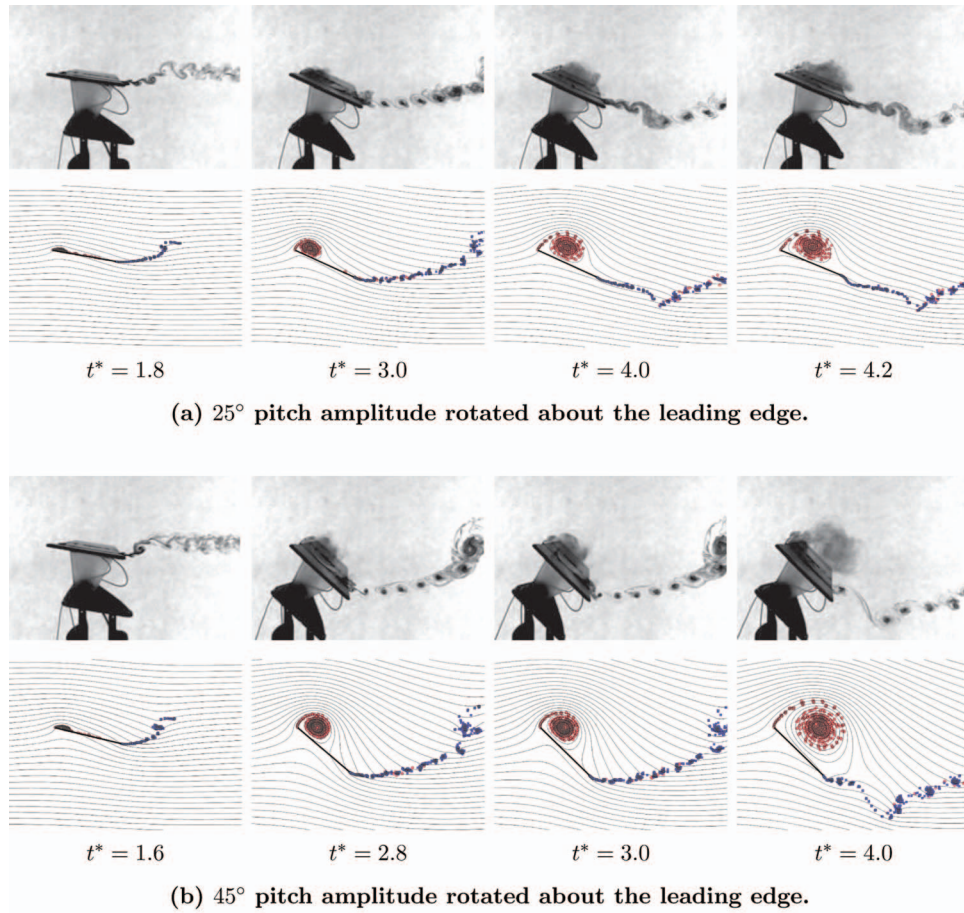 t* = 1.8 t* = 3.0 t* = 4.0 t* = 4.2
(a) 25° pitch amplitude rotated about the leading edge.
t* = 1.6 t* = 2.8 t* = 3.0 t* = 4.0
(b) 45° pitch amplitude rotated about the leading edge.